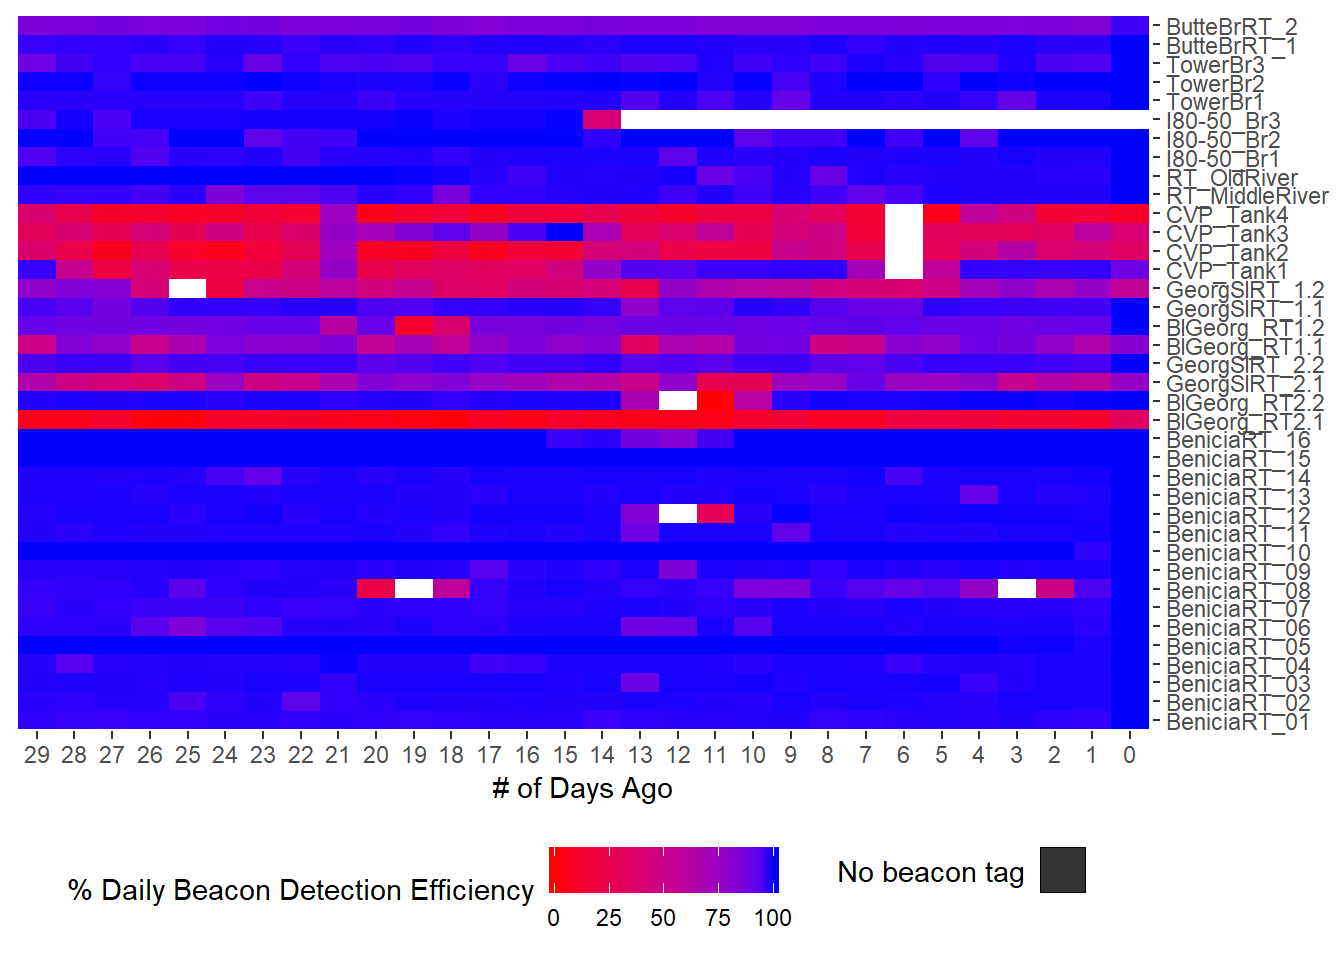 ButteBrRT_2
ButteBrRT_1
TowerBr3
TowerBr2
TowerBr1
I80-50_Br3
I80-50_Br2
I80-50_Br1
RT_OldRiver
RT_MiddleRiver
CVP_Tank4
CVP_Tank3
CVP_Tank2
CVP_Tank1
GeorgSlRT_1.2
GeorgSlRT_1.1
BlGeorg_RT1.2
BlGeorg_RT1.1
GeorgSlRT_2.2
GeorgSlRT_2.1
BlGeorg_RT2.2
BlGeorg_RT2.1
BeniciaRT_16
BeniciaRT_15
BeniciaRT_14
BeniciaRT_13
BeniciaRT_12
BeniciaRT_11
BeniciaRT_10
BeniciaRT_09
BeniciaRT_08
BeniciaRT_07
BeniciaRT_06
BeniciaRT_05
BeniciaRT_04
BeniciaRT_03
BeniciaRT_02
BeniciaRT_01
29 28 27 26 25 24 23 22 21 20 19 18 17 16 15 14 13 12 11 10 9 8 7 6 5 4 3 2 1 0
# of Days Ago
% Daily Beacon Detection Efficiency
0 25 50 75 100
No beacon tag